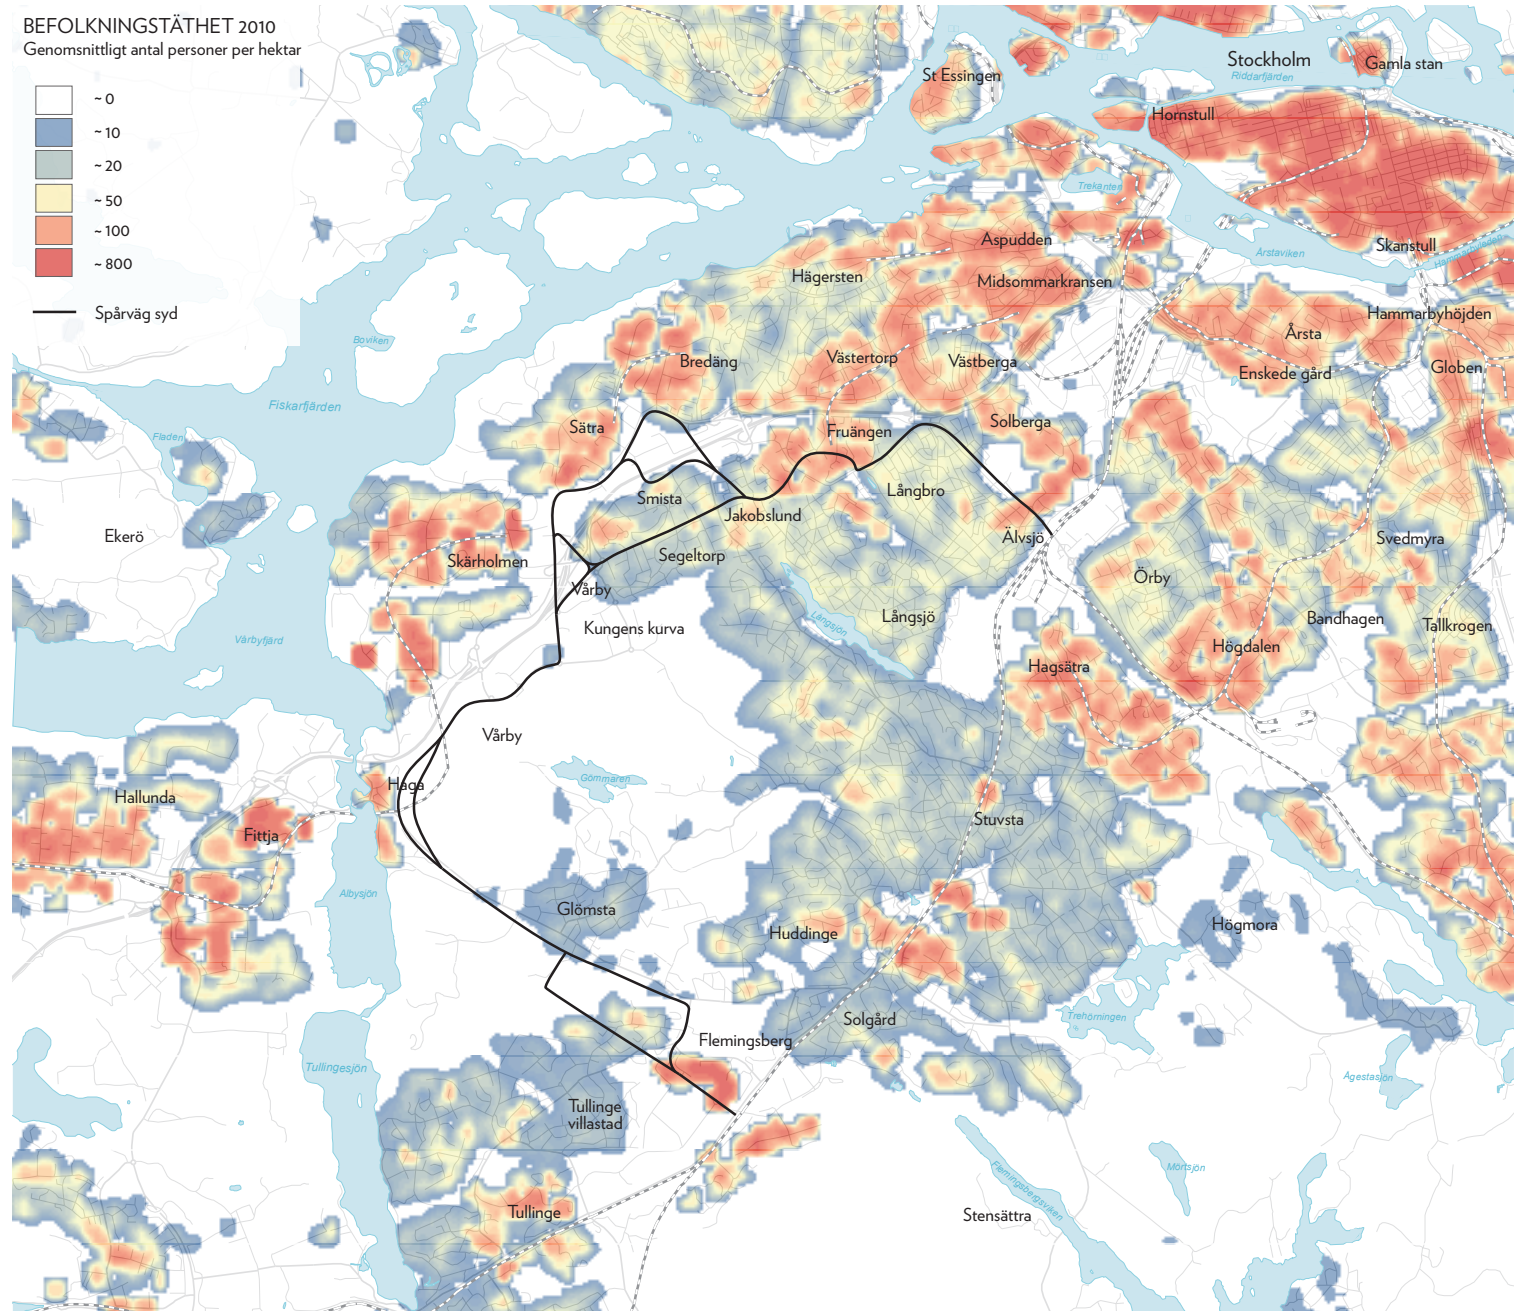 BEFOLKNINGSTÄTHET 2010
Genomsnittligt antal personer per hektar
~ 0
~ 10
~ 20
~ 50
~ 100
~ 800
Spårväg syd
St Essingen
Stockholm
Riddarfjärden
Gamla stan
Hornstull
Trekanten
Skanstull
Årstaviken
Hammarbyleden
Aspudden
Hägersten
Midsommarkransen
Hammarbyhöjden
Årsta
Boviken
Bredäng
Västertorp
Västberga
Enskede gård
Globen
Fiskarfjärden
Fladen
Sätra
Fruängen
Solberga
Smista
Långbro
Jakobslund
Ekerö
Älvsjö
Svedmyra
Skärholmen
Segeltorp
Örby
Vårby
Långsjön
Långsjö
Bandhagen
Tallkrogen
Kungens kurva
Vårbyfjärd
Högdalen
Hagsätra
Vårby
Gömmaren
Haga
Hallunda
Fittja
Stuvsta
Albysjön
Glömsta
Huddinge
Högmora
Solgård
Trehörningen
Flemingsberg
Tullingesjön
Ågestasjön
Tullinge
villastad
Mörtsjön
Flemingsbergsviken
Tullinge
Stensättra